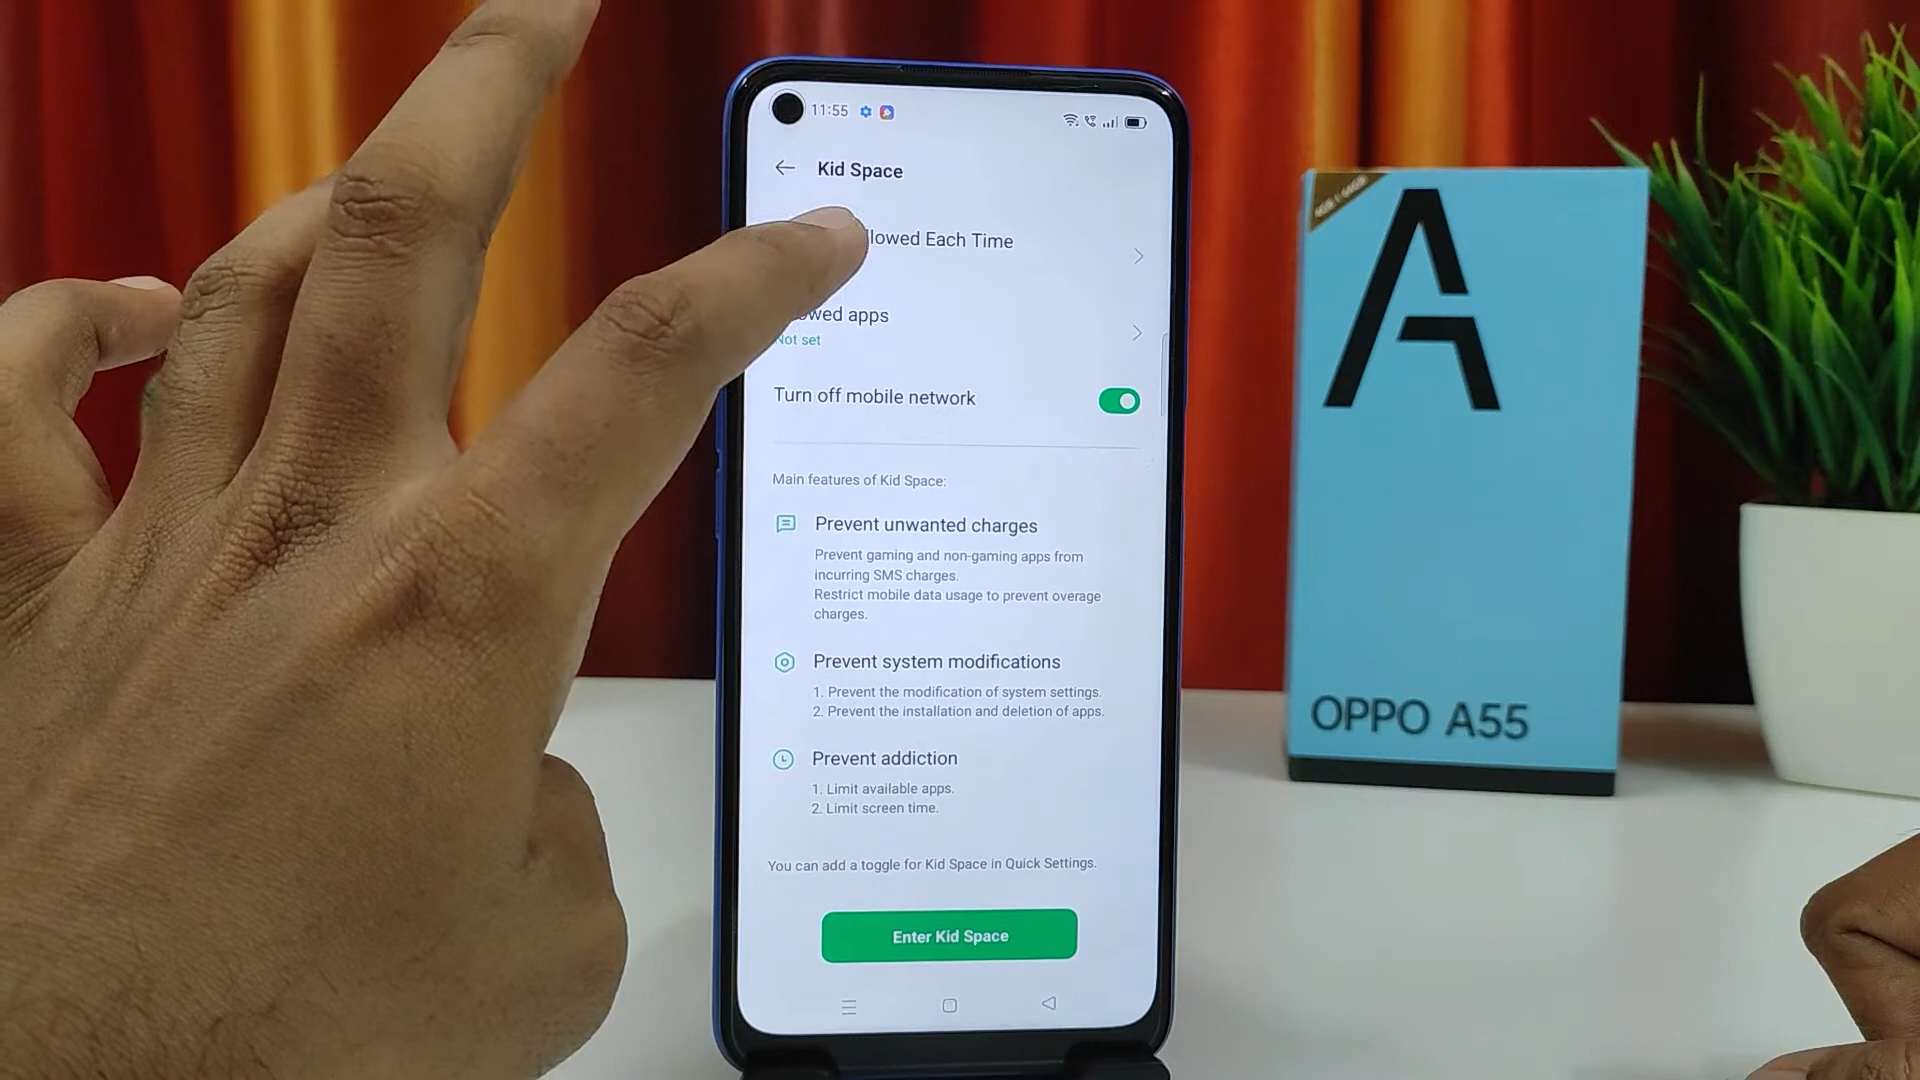 11:55
Kid Space
llowed Each Time
owed apps
Not set
Turn off mobile network
Main features of Kid Space:
Prevent unwanted charges
Prevent gaming and non-gaming apps from
incurring SMS charges.
Restrict mobile data usage to prevent overage
charges.
Prevent system modifications
1. Prevent the modification of system settings.
2. Prevent the installation and deletion of apps.
Prevent addiction
1. Limit available apps.
2. Limit screen time.
You can add a toggle for Kid Space in Quick Settings.
Enter Kid Space
A
OPPO A55